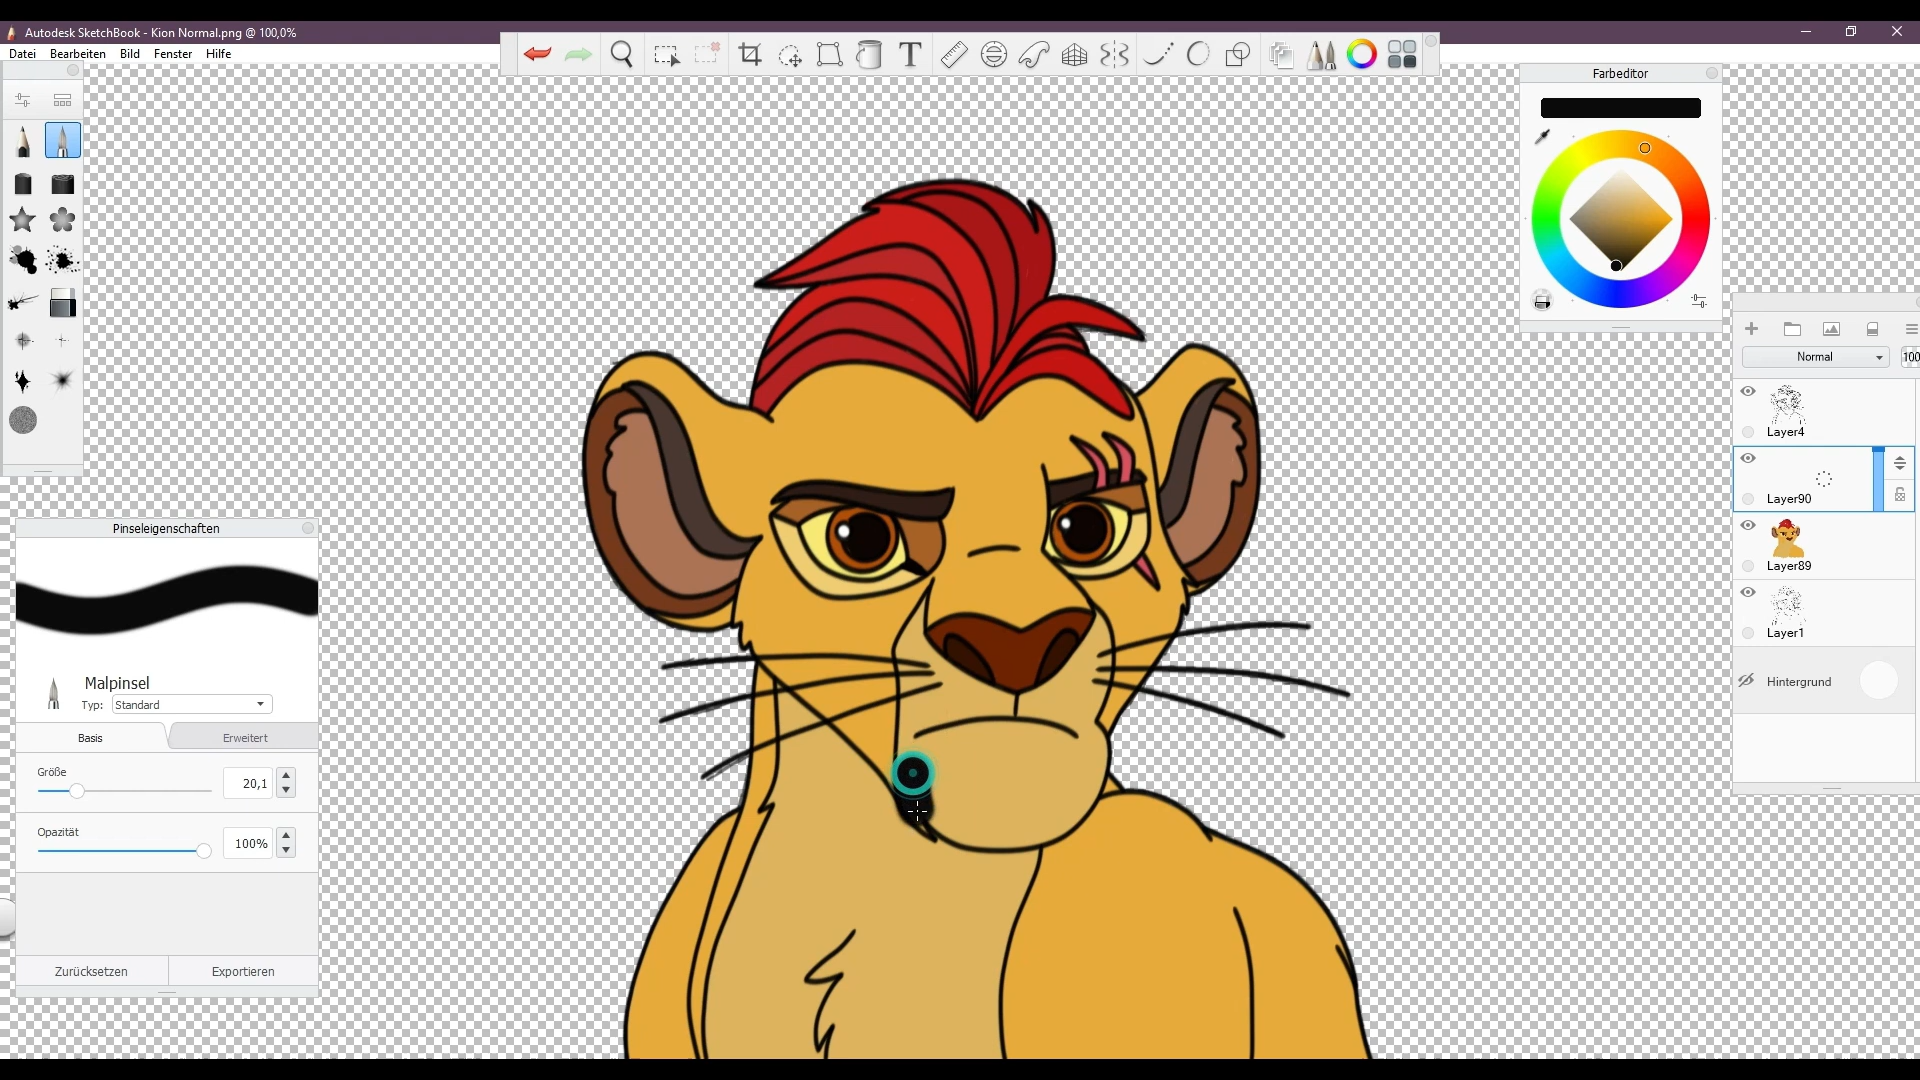 Autodesk SketchBook - Kion Normal.png @ 100,0%
Datei Bearbeiten Bild Fenster Hilfe
T
Farbeditor
Normal
100
Layer4
Layer90
Layer89
Layer1
Hintergrund
Pinseleigenschaften
Malpinsel
Typ: Standard
Basis Erweitert
Größe
20,1
Opazität
100%
Zurücksetzen Exportieren